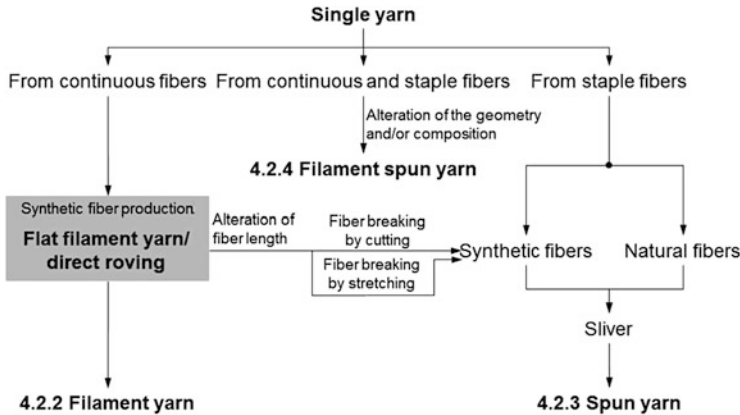 Single yarn
From continuous fibers
From continuous and staple fibers
From staple fibers
Alteration of the geometry
and/or composition
4.2.4 Filament spun yarn
Synthetic fiber production
Flat filament yarn/
direct roving
Alteration of
fiber length
Fiber breaking
by cutting
Fiber breaking
by stretching
Synthetic fibers
Natural fibers
Sliver
4.2.2 Filament yarn
4.2.3 Spun yarn